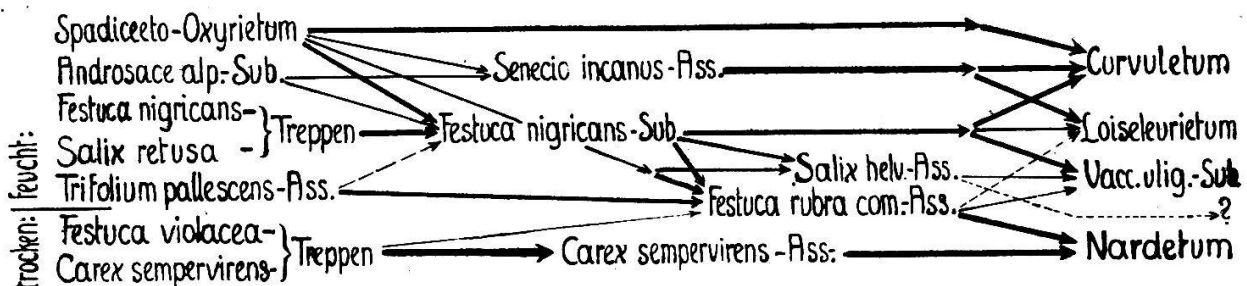 feucht:
trocken:
Spadiceeto-Oxyrietum
Androsace alp.-Sub.
Festuca nigricans-
Salix retusa - } Treppen
Trifolium pallescens-Ass.
Festuca violacea-
Carex sempervirens- } Treppen
Senecio incanus-Ass.
Festuca nigricans-Sub.
Salix helv.-Ass.
Festuca rubra com.-Ass.
Carex sempervirens-Ass.
Curvuletum
Loiseleurietum
Vacc.ulig.-Sub
?
Nardetum